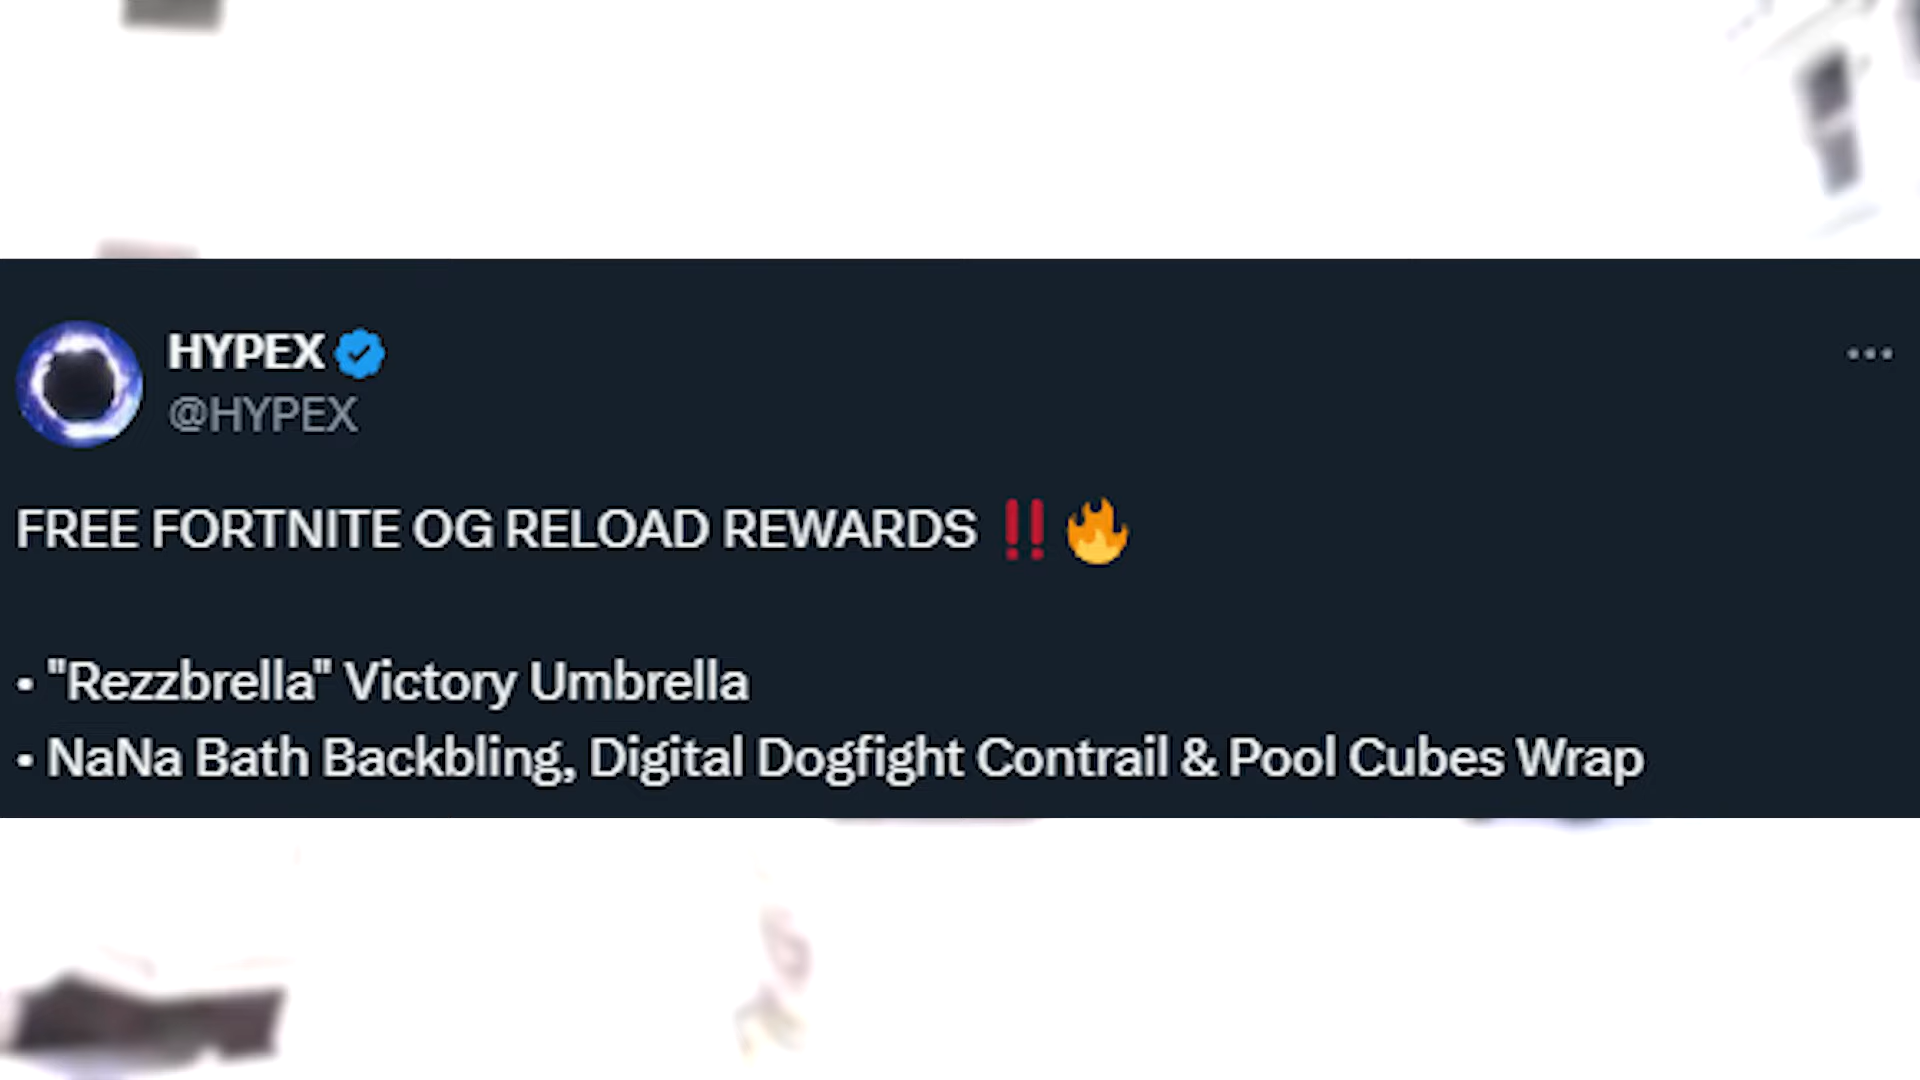 HYPEX
@HYPEX
FREE FORTNITE OG RELOAD REWARDS ‼️🔥
• "Rezzbrella" Victory Umbrella
• NaNa Bath Backbling, Digital Dogfight Contrail & Pool Cubes Wrap